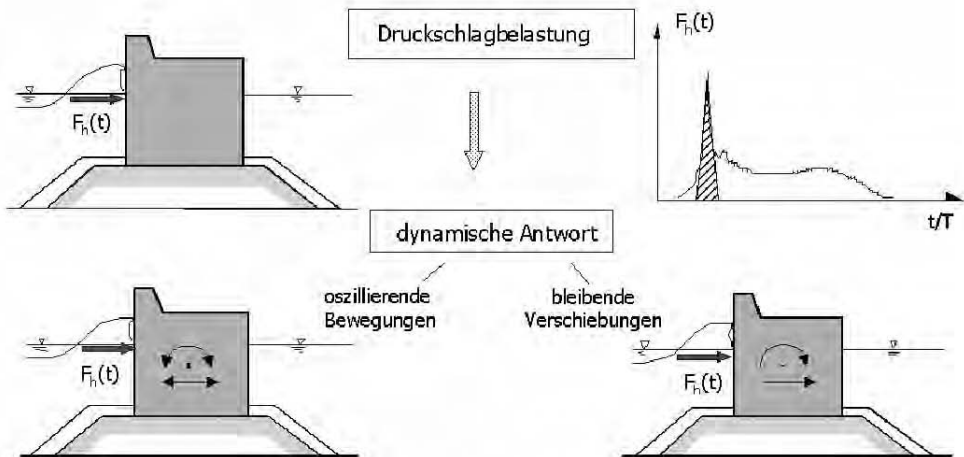 Druckschlagbelastung
F_h(t)
F_h(t)
t/T
dynamische Antwort
oszillierende
Bewegungen
bleibende
Verschiebungen
F_h(t)
F_h(t)